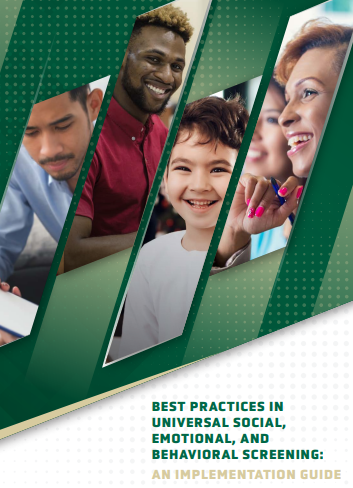 BEST PRACTICES IN
UNIVERSAL SOCIAL,
EMOTIONAL, AND
BEHAVIORAL SCREENING:
AN IMPLEMENTATION GUIDE